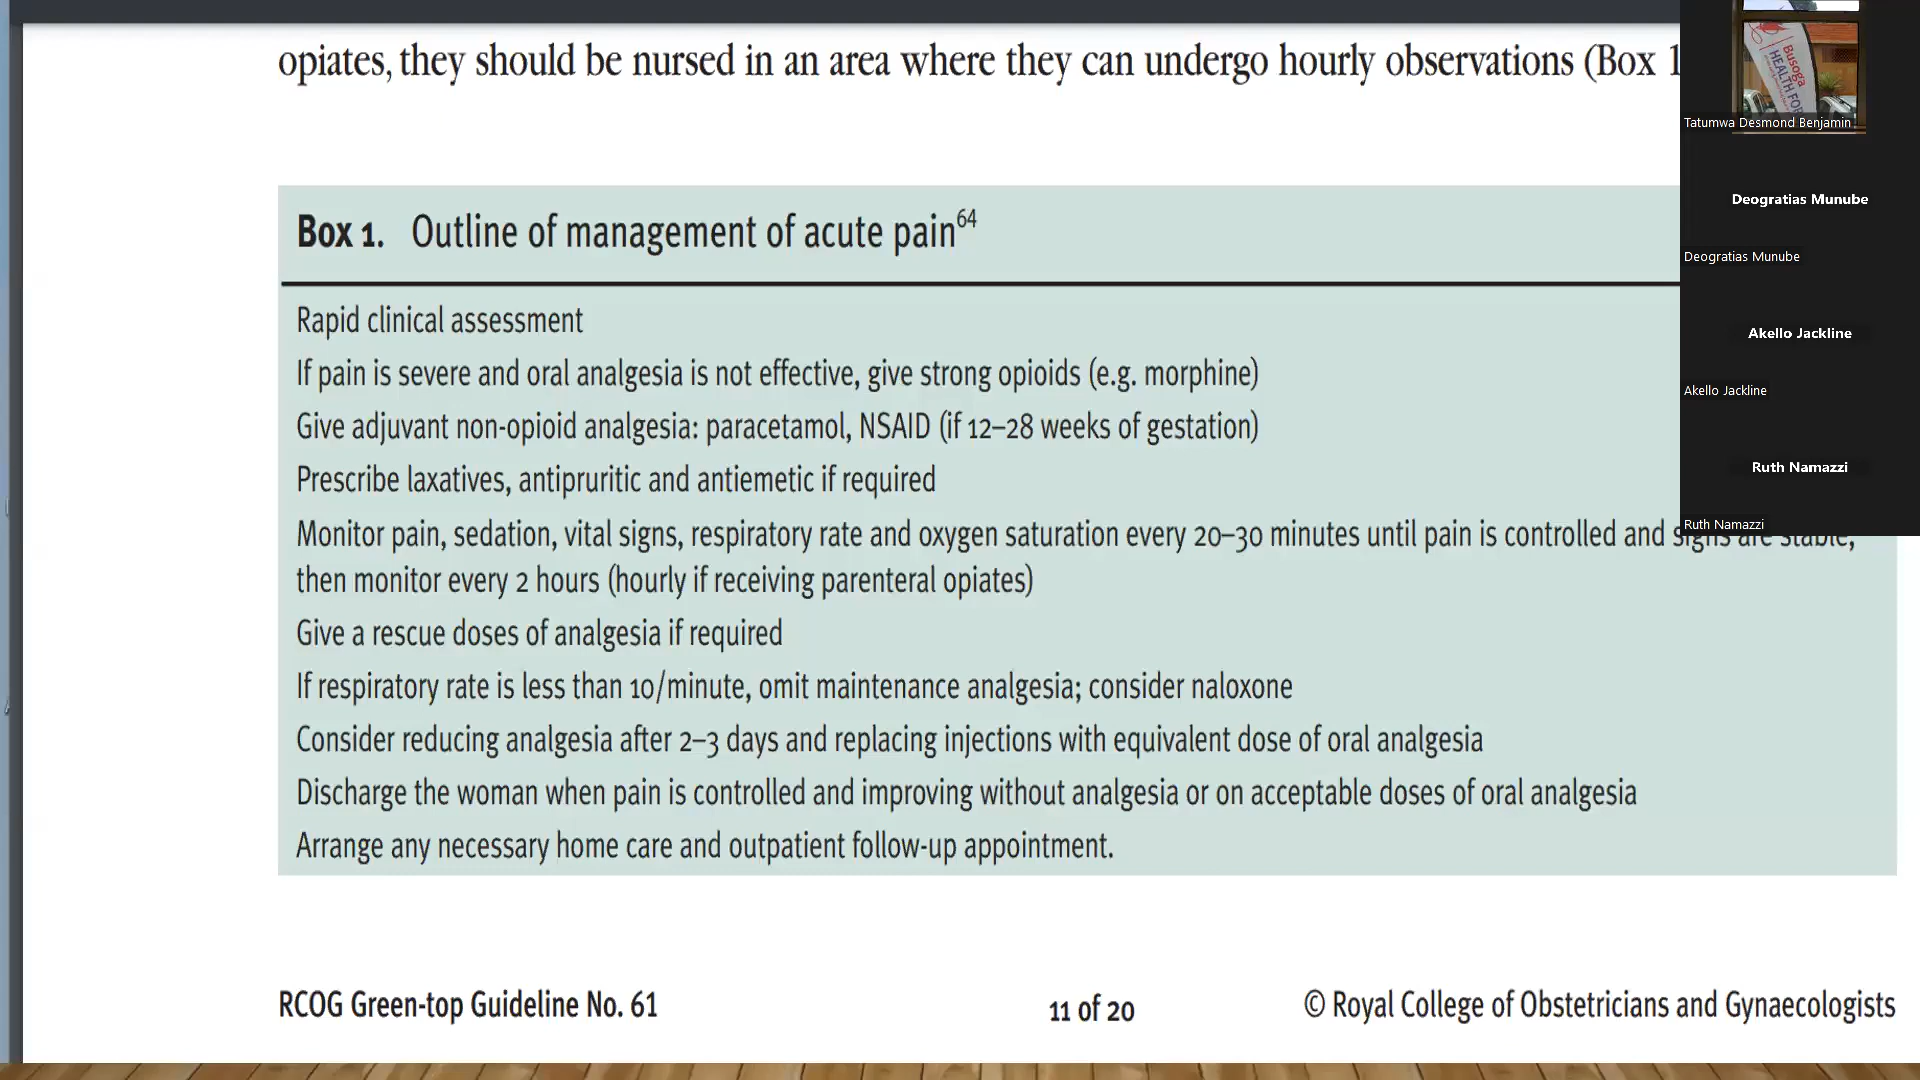 opiates, they should be nursed in an area where they can undergo hourly observations (Box 1
Box 1. Outline of management of acute pain64
Rapid clinical assessment
If pain is severe and oral analgesia is not effective, give strong opioids (e.g. morphine)
Give adjuvant non-opioid analgesia: paracetamol, NSAID (if 12–28 weeks of gestation)
Prescribe laxatives, antipruritic and antiemetic if required
Monitor pain, sedation, vital signs, respiratory rate and oxygen saturation every 20–30 minutes until pain is controlled and signs are stable,
then monitor every 2 hours (hourly if receiving parenteral opiates)
Give a rescue doses of analgesia if required
If respiratory rate is less than 10/minute, omit maintenance analgesia; consider naloxone
Consider reducing analgesia after 2–3 days and replacing injections with equivalent dose of oral analgesia
Discharge the woman when pain is controlled and improving without analgesia or on acceptable doses of oral analgesia
Arrange any necessary home care and outpatient follow-up appointment.
RCOG Green-top Guideline No. 61
11 of 20
© Royal College of Obstetricians and Gynaecologists
Busoga
HEALTH FOR
Tatumwa Desmond Benjamin
Deogratias Munube
Deogratias Munube
Akello Jackline
Akello Jackline
Ruth Namazzi
Ruth Namazzi